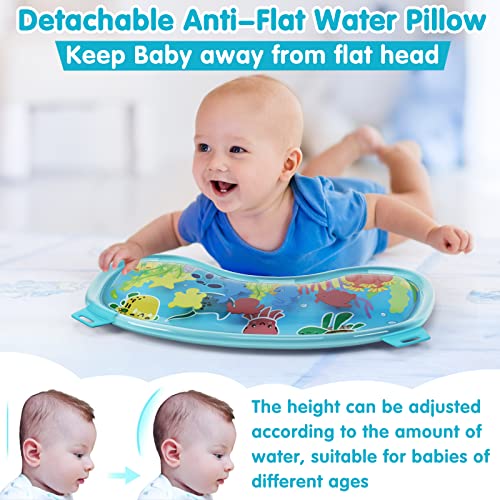 Detachable Anti-Flat Water Pillow
Keep Baby away from flat head
The height can be adjusted
according to the amount of
water, suitable for babies of
different ages